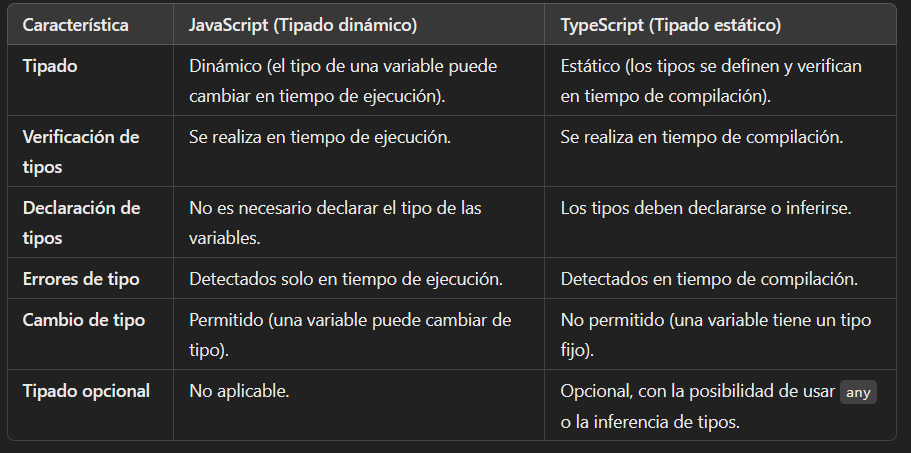 Característica JavaScript (Tipado dinámico) TypeScript (Tipado estático)
Tipado Dinámico (el tipo de una variable puede Estático (los tipos se definen y verifican
cambiar en tiempo de ejecución). en tiempo de compilación).
Verificación de Se realiza en tiempo de ejecución. Se realiza en tiempo de compilación.
tipos
Declaración de No es necesario declarar el tipo de las Los tipos deben declararse o inferirse.
tipos variables.
Errores de tipo Detectados solo en tiempo de ejecución. Detectados en tiempo de compilación.
Cambio de tipo Permitido (una variable puede cambiar de No permitido (una variable tiene un tipo
tipo). fijo).
Tipado opcional No aplicable. Opcional, con la posibilidad de usar any
o la inferencia de tipos.